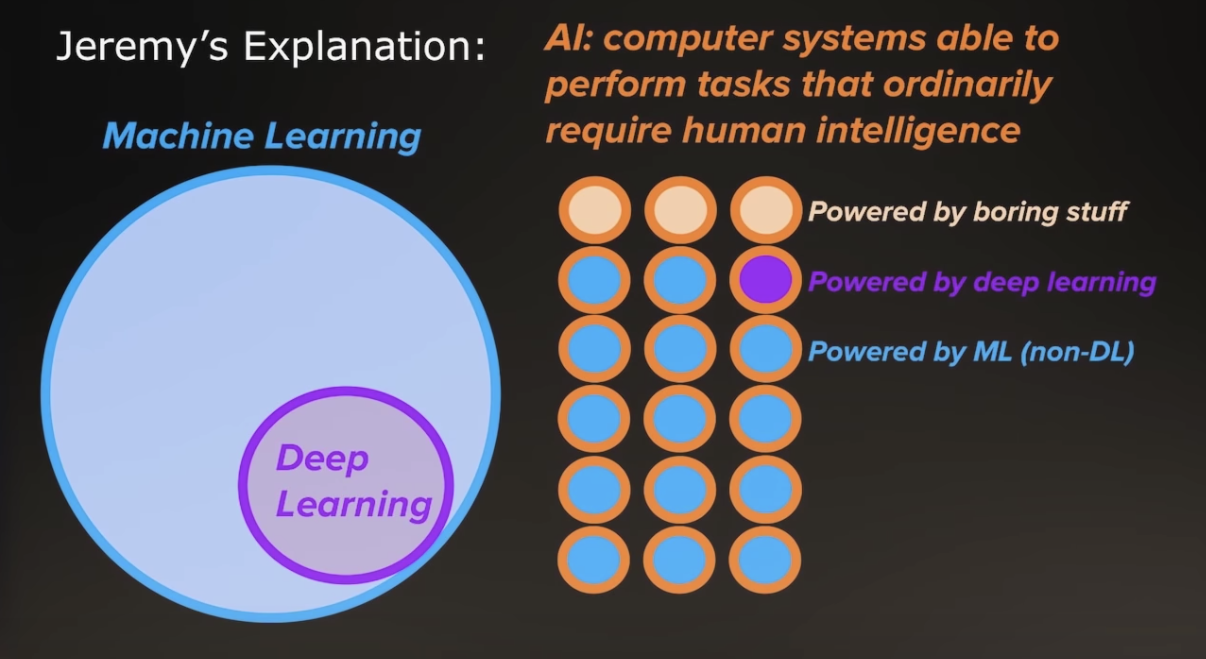 Jeremy's Explanation:
AI: computer systems able to
perform tasks that ordinarily
require human intelligence
Machine Learning
Deep
Learning
Powered by boring stuff
Powered by deep learning
Powered by ML (non-DL)